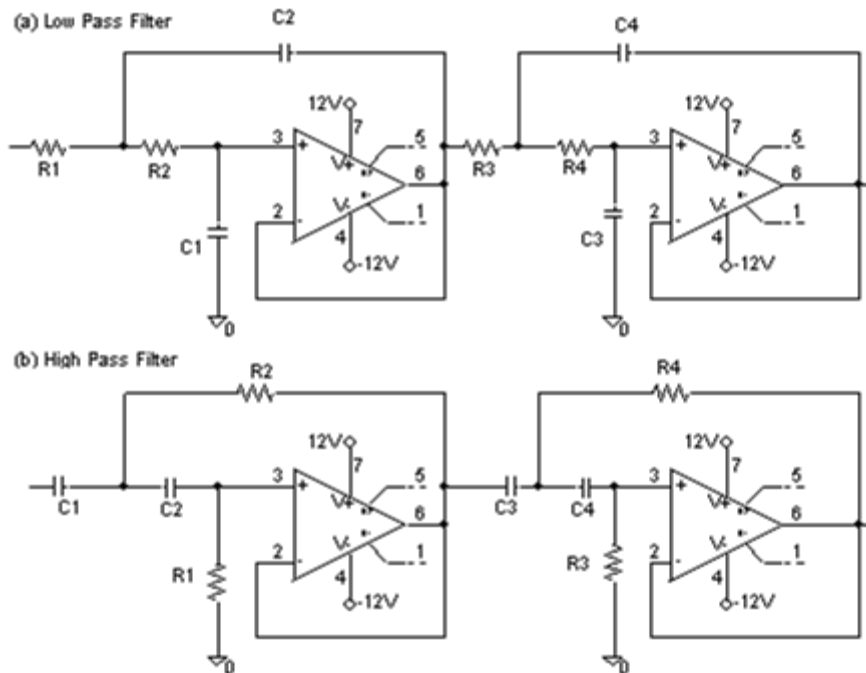 (a) Low Pass Filter
C2 C4
12V 12V
7 5 7 5
R1 R2 3 + V+ 6 R3 R4 3 + V+ 6
2 - V- 1 2 - V- 1
C1 4 C3 4
-12V -12V
0 0
(b) High Pass Filter
R2 R4
12V 12V
7 5 7 5
C1 C2 3 + V+ 6 C3 C4 3 + V+ 6
2 - V- 1 2 - V- 1
R1 4 R3 4
-12V -12V
0 0